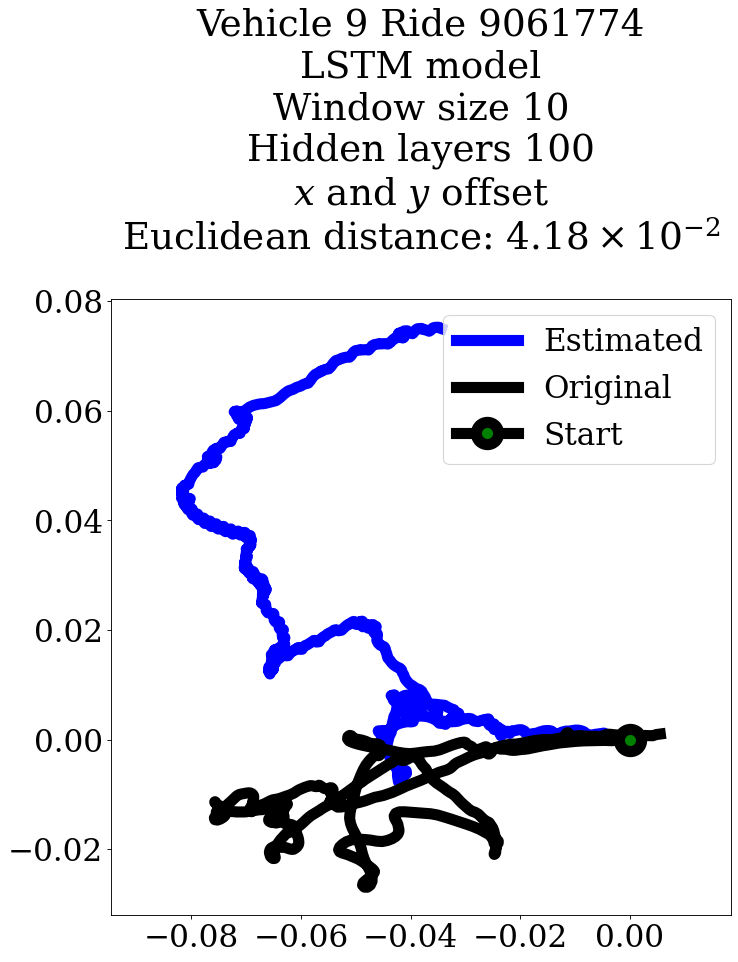 Vehicle 9 Ride 9061774
LSTM model
Window size 10
Hidden layers 100
x and y offset
Euclidean distance: 4.18 × 10⁻²
0.08
Estimated
Original
Start
0.06
0.04
0.02
0.00
−0.02
−0.08 −0.06 −0.04 −0.02 0.00